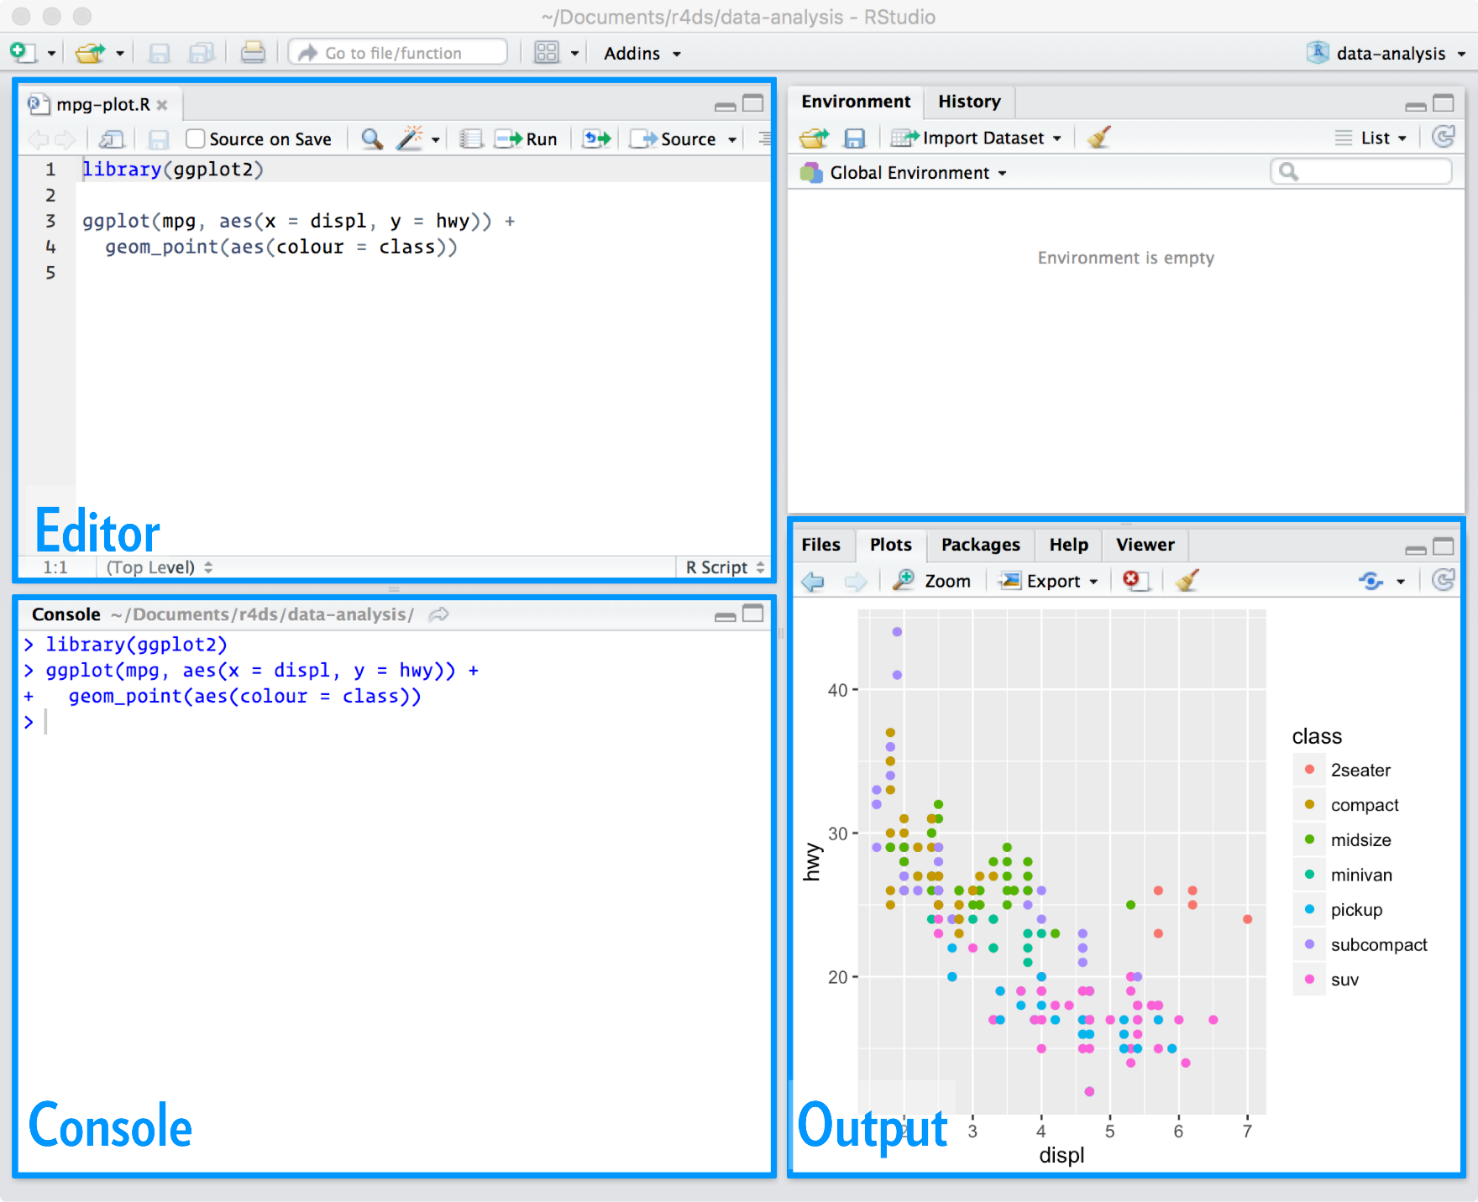 ~/Documents/r4ds/data-analysis - RStudio
Go to file/function
Addins
data-analysis
mpg-plot.R
Source on Save
Run
Source
1 library(ggplot2)
2
3 ggplot(mpg, aes(x = displ, y = hwy)) +
4 geom_point(aes(colour = class))
5
Editor
1:1 (Top Level) R Script
Console ~/Documents/r4ds/data-analysis/
> library(ggplot2)
> ggplot(mpg, aes(x = displ, y = hwy)) +
+ geom_point(aes(colour = class))
>
Console
Environment History
Import Dataset
List
Global Environment
Environment is empty
Files Plots Packages Help Viewer
Zoom Export
40
30
20
hwy
2 3 4 5 6 7
displ
class
2seater
compact
midsize
minivan
pickup
subcompact
suv
Output